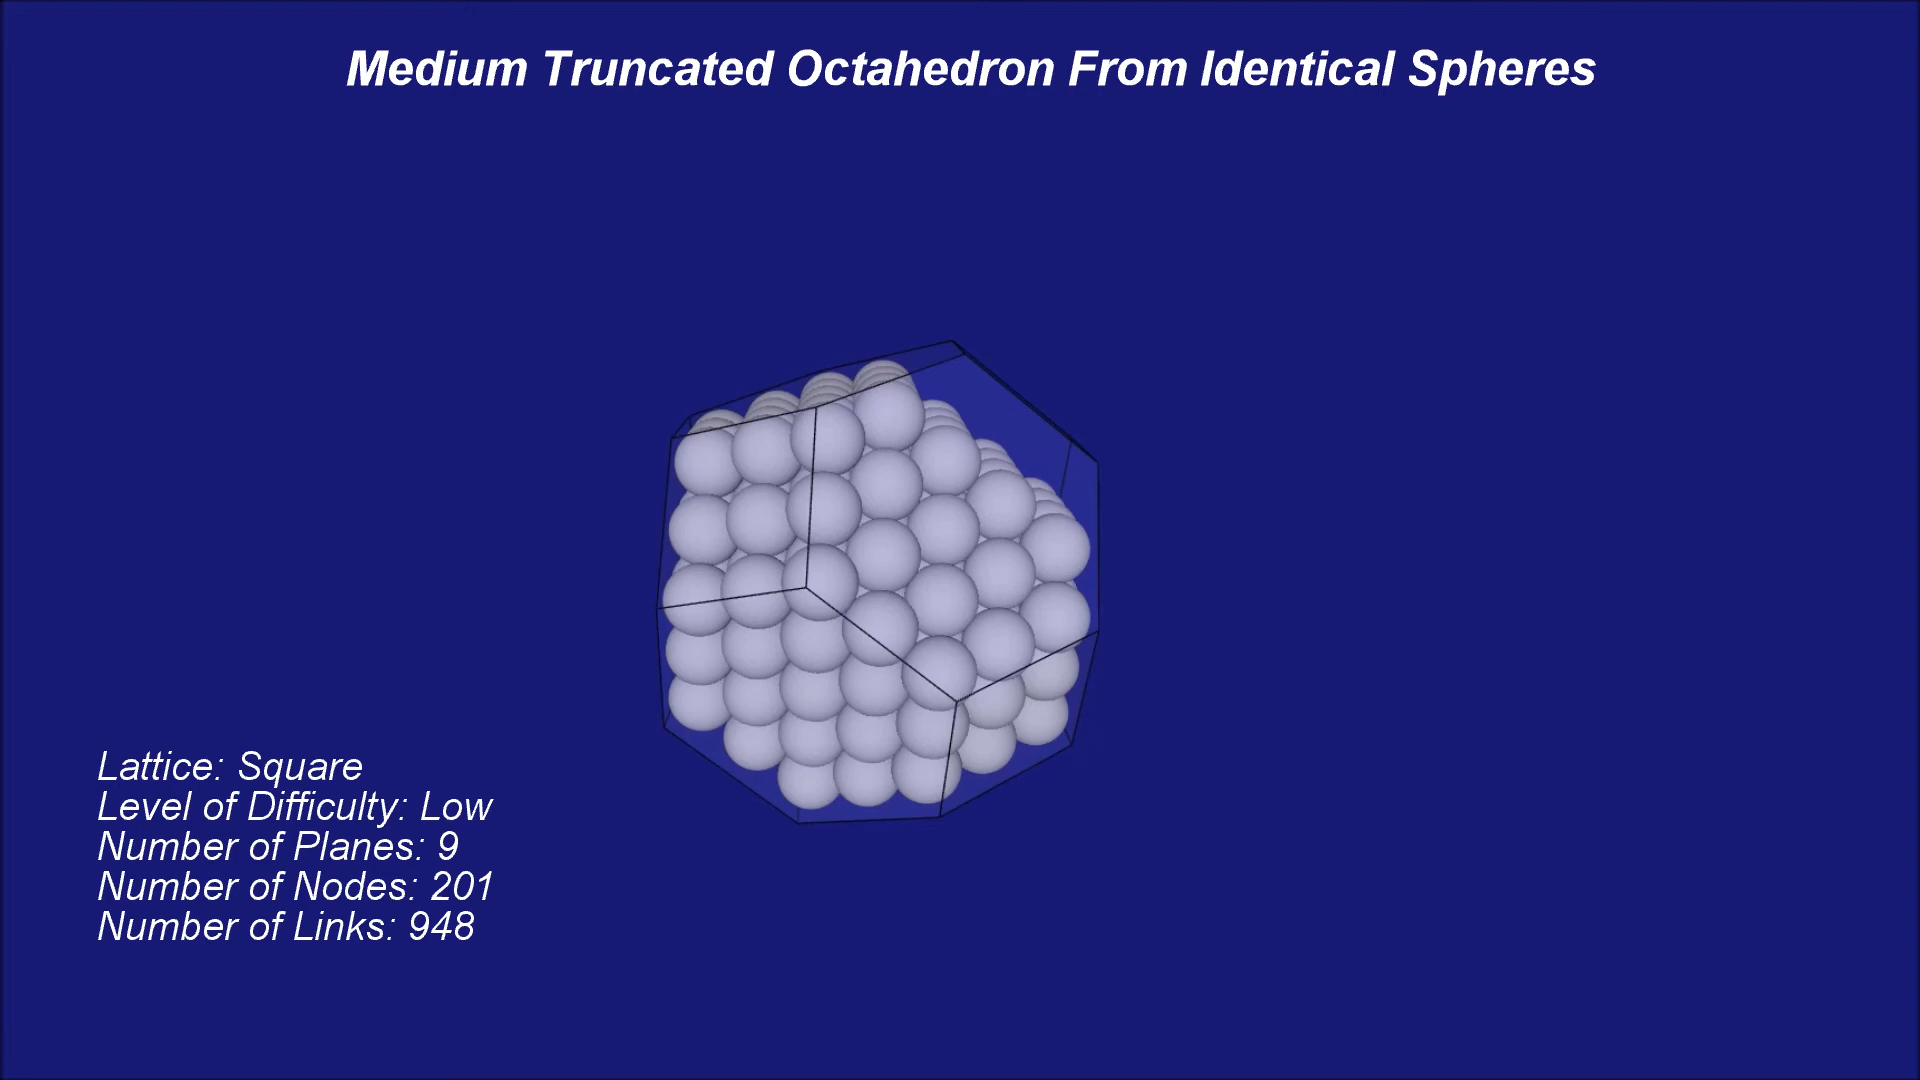 Medium Truncated Octahedron From Identical Spheres
Lattice: Square
Level of Difficulty: Low
Number of Planes: 9
Number of Nodes: 201
Number of Links: 948